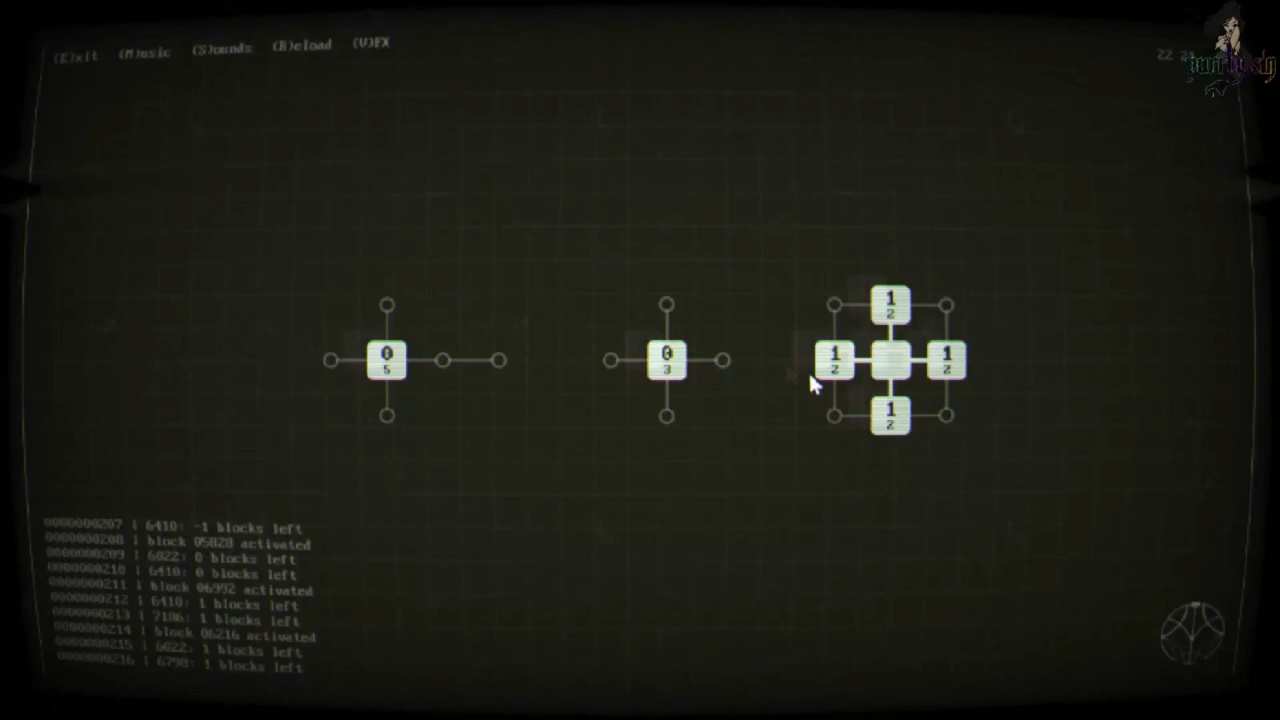 (E)xit (M)usic (S)ounds (R)eload (V)FX
1
2
0
5
0
3
1
2
1
2
1
2
0000000207 | 6410: -1 blocks left
0000000208 | block 05828 activated
0000000209 | 6022: 0 blocks left
0000000210 | 6410: 0 blocks left
0000000211 | block 06992 activated
0000000212 | 6410: 1 blocks left
0000000213 | 7186: 1 blocks left
0000000214 | block 06216 activated
0000000215 | 6022: 1 blocks left
0000000216 | 6798: 1 blocks left